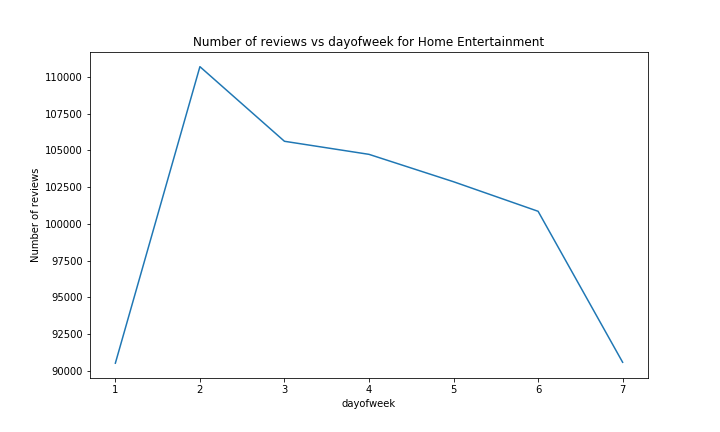 Number of reviews vs dayofweek for Home Entertainment
110000
107500
105000
102500
100000
97500
95000
92500
90000
Number of reviews
1 2 3 4 5 6 7
dayofweek